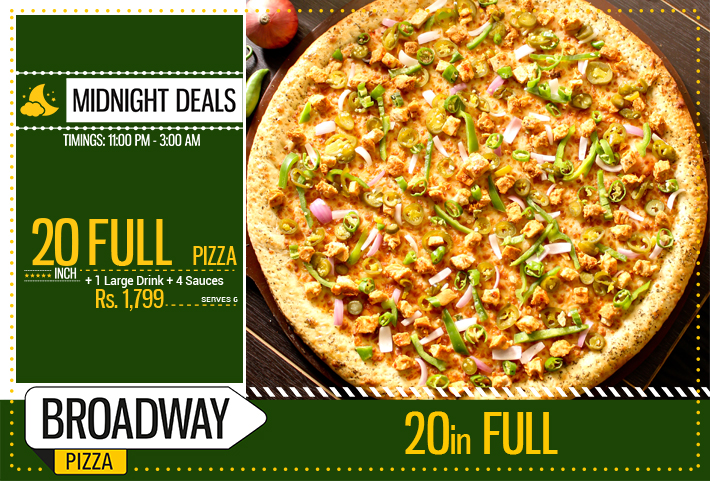 MIDNIGHT DEALS
TIMINGS: 11:00 PM - 3:00 AM
20 FULL PIZZA
INCH
+ 1 Large Drink + 4 Sauces
Rs. 1,799
SERVES 6
BROADWAY
PIZZA
20in FULL